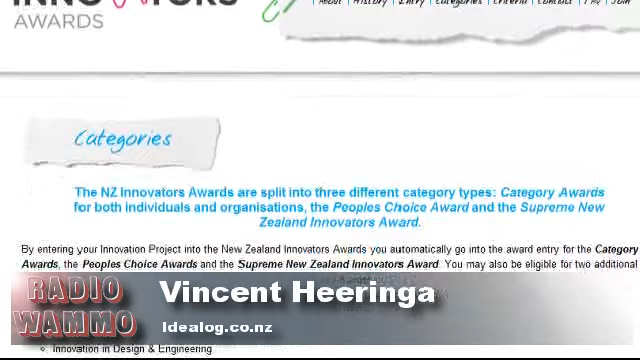 INNOVATORS
AWARDS
About History Entry Categories Criteria Contact FAQ Join
Categories
The NZ Innovators Awards are split into three different category types: Category Awards
for both individuals and organisations, the Peoples Choice Award and the Supreme New
Zealand Innovators Award.
By entering your Innovation Project into the New Zealand Innovators Awards you automatically go into the award entry for the Category
Awards, the Peoples Choice Awards and the Supreme New Zealand Innovators Award. You may also be eligible for two additional
RADIO
WAMMO
Vincent Heeringa
Idealog.co.nz
Innovation in Design & Engineering